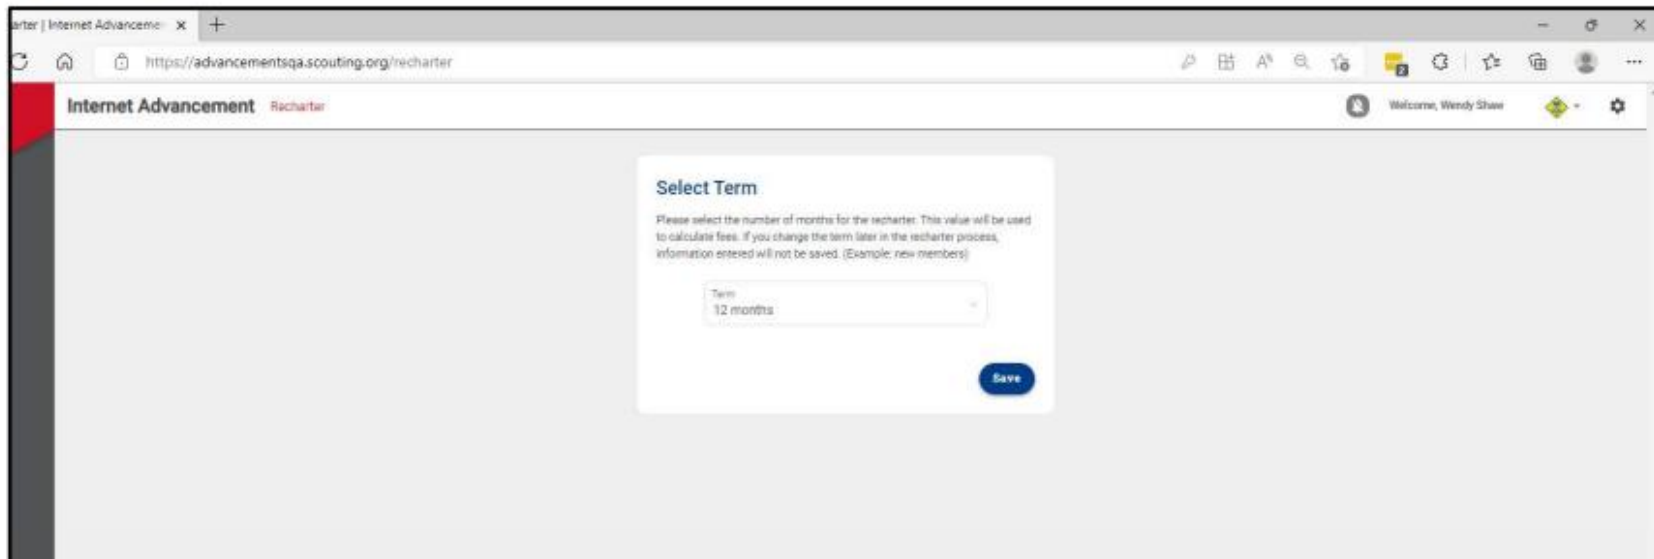 arter | Internet Advanceme
https://advancementsqa.scouting.org/recharter
2
Internet Advancement Recharter
Welcome, Wendy Shaw
Select Term
Please select the number of months for the recharter. This value will be used
to calculate fees. If you change the term later in the recharter process,
information entered will not be saved. (Example: new members)
Term
12 months
Save